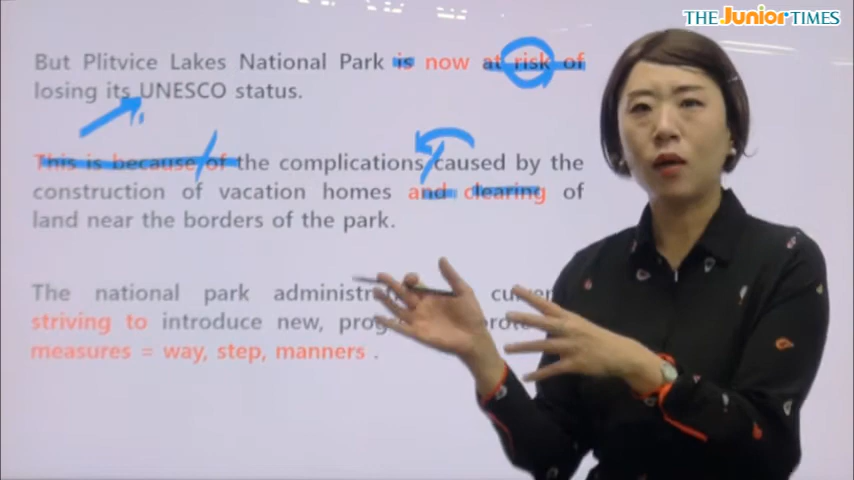 THE Junior TIMES
But Plitvice Lakes National Park is now at risk of
losing its UNESCO status.
This is because of the complications caused by the
construction of vacation homes and clearing of
land near the borders of the park.
The national park
striving to introduce new,
measures = way, step, manners .